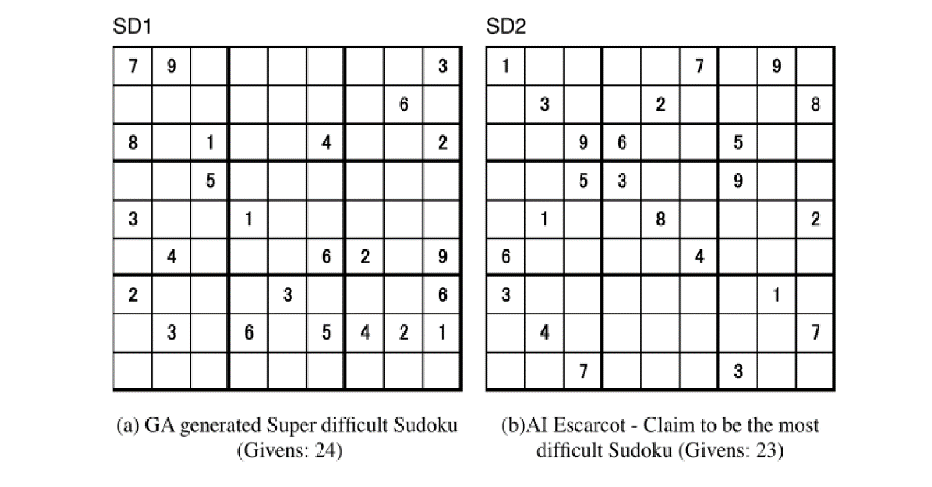 SD1
7 9 3
6
8 1 4 2
5
3 1
4 6 2 9
2 3 6
3 6 5 4 2 1
(a) GA generated Super difficult Sudoku
(Givens: 24)
SD2
1 7 9
3 2 8
9 6 5
5 3 9
1 8 2
6 4
3 1
4 7
7 3
(b)AI Escarcot - Claim to be the most
difficult Sudoku (Givens: 23)